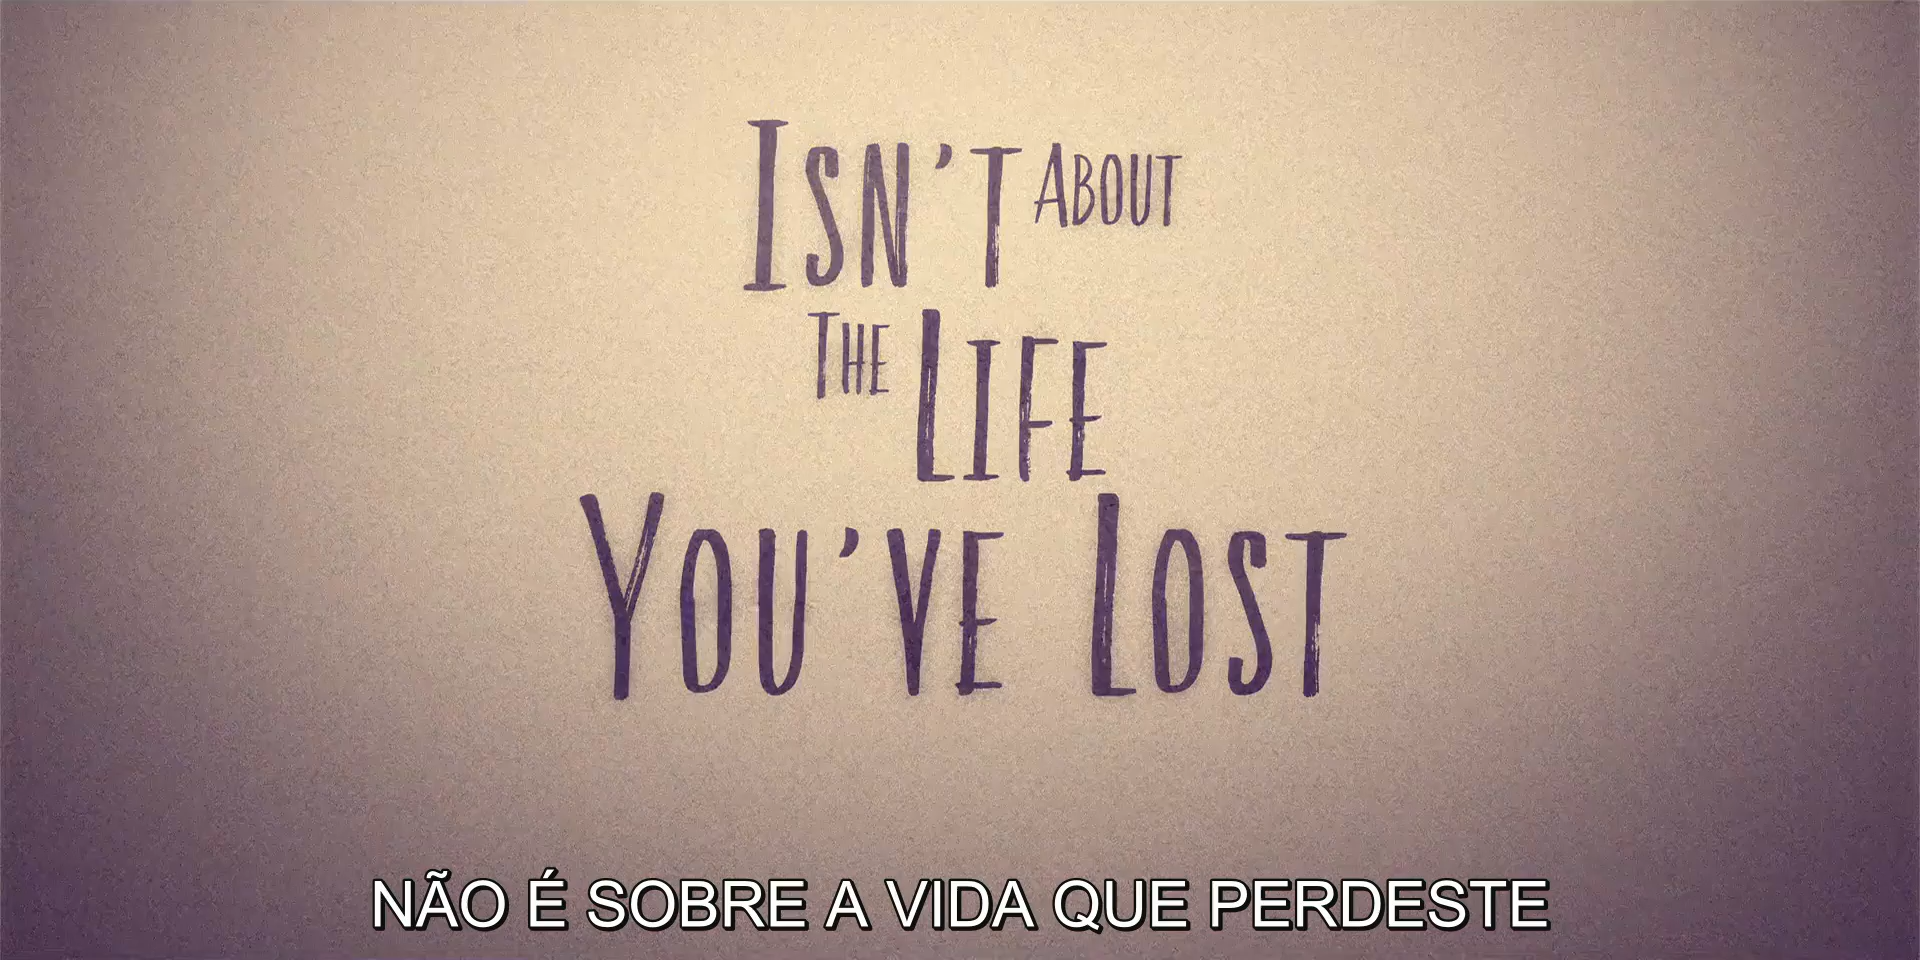 ISN'T ABOUT
THE LIFE
YOU'VE LOST
NÃO É SOBRE A VIDA QUE PERDESTE